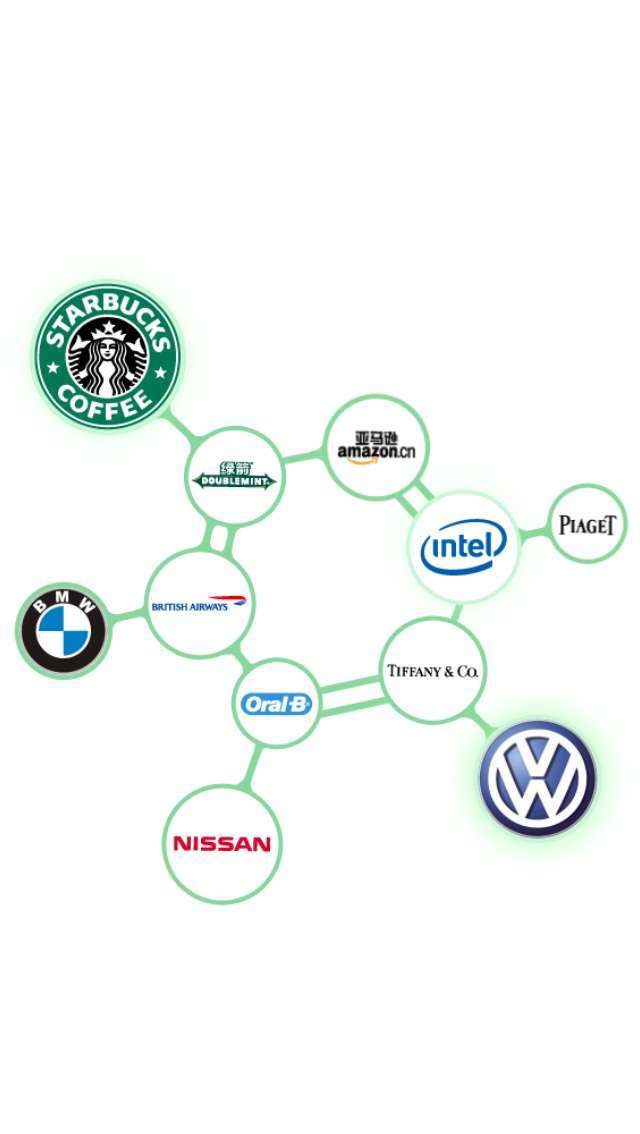 STARBUCKS
COFFEE
绿箭
DOUBLEMINT
亚马逊
amazon.cn
intel
PIAGET
BRITISH AIRWAYS
BMW
TIFFANY & CO.
Oral-B
NISSAN